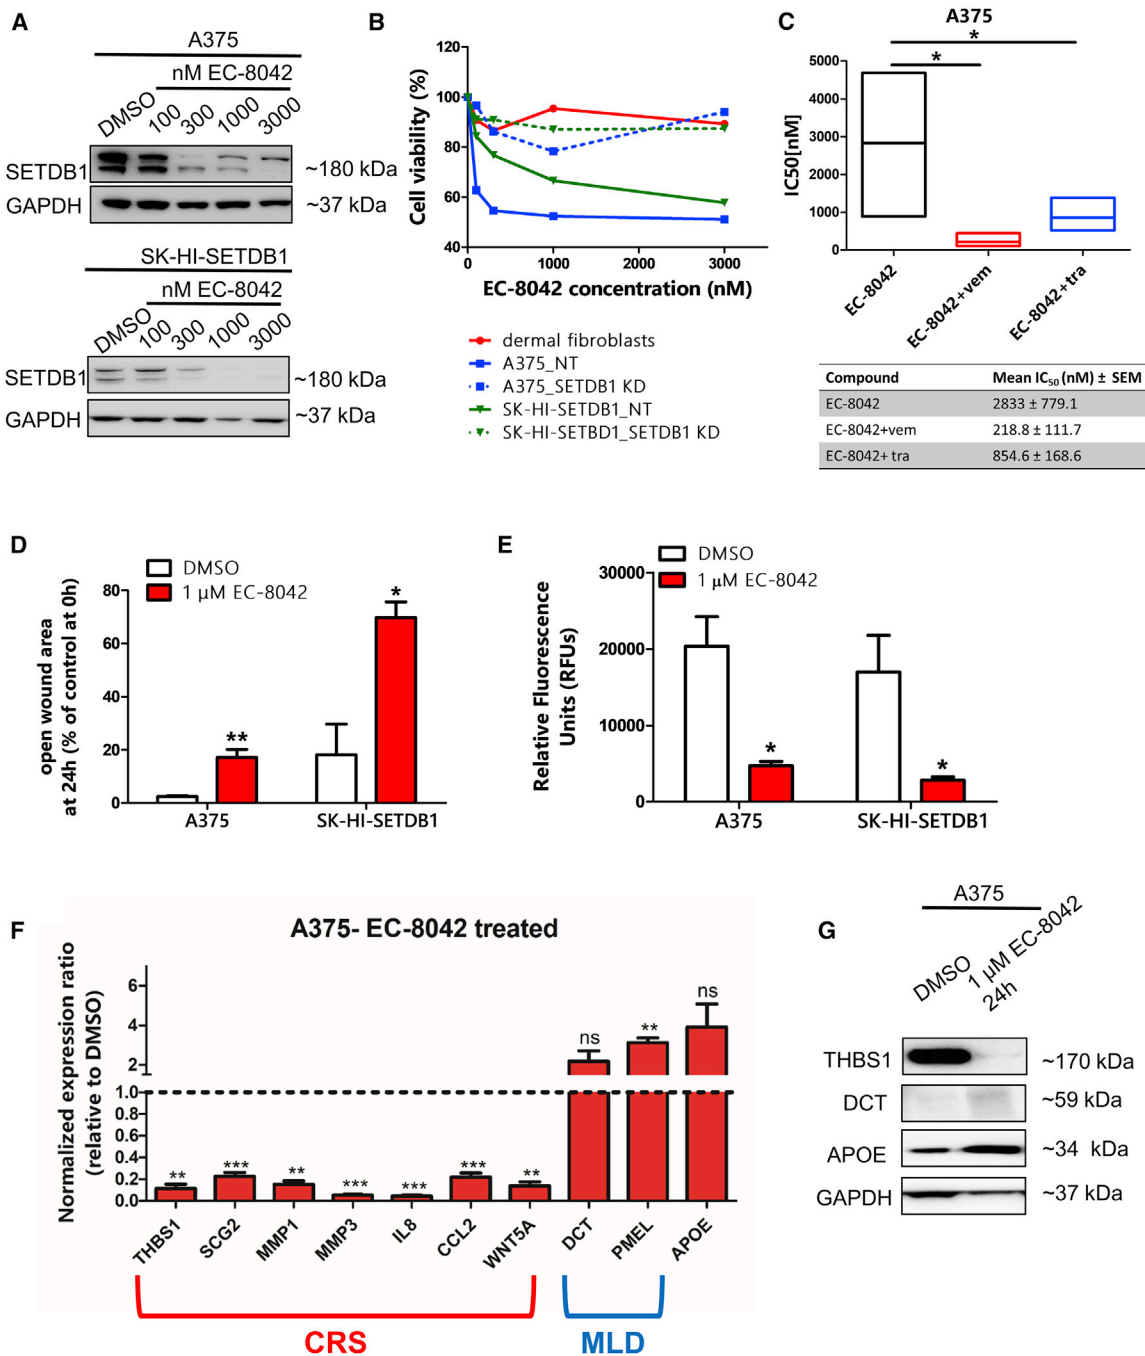 A
A375
nM EC-8042
DMSO
100
300
1000
3000
SETDB1
~180 kDa
GAPDH
~37 kDa
SK-HI-SETDB1
nM EC-8042
DMSO
100
300
1000
3000
SETDB1
~180 kDa
GAPDH
~37 kDa
B
Cell viability (%)
120
100
80
60
40
0
1000
2000
3000
EC-8042 concentration (nM)
dermal fibroblasts
A375_NT
A375_SETDB1 KD
SK-HI-SETDB1_NT
SK-HI-SETBD1_SETDB1 KD
C
A375
*
*
IC50[nM]
5000
4000
3000
2000
1000
0
EC-8042
EC-8042+vem
EC-8042+tra
Compound Mean IC50 (nM) ± SEM
EC-8042 2833 ± 779.1
EC-8042+vem 218.8 ± 111.7
EC-8042+ tra 854.6 ± 168.6
D
DMSO
1 µM EC-8042
open wound area
at 24h (% of control at 0h)
80
60
40
20
0
**
*
A375
SK-HI-SETDB1
E
DMSO
1 µM EC-8042
Relative Fluorescence
Units (RFUs)
30000
20000
10000
0
*
*
A375
SK-HI-SETDB1
F
A375- EC-8042 treated
Normalized expression ratio
(relative to DMSO)
6
4
2
1.0
0.8
0.6
0.4
0.2
0.0
**
***
**
***
***
***
**
ns
**
ns
THBS1
SCG2
MMP1
MMP3
IL8
CCL2
WNT5A
DCT
PMEL
APOE
CRS
MLD
G
A375
DMSO
1 µM EC-8042
24h
THBS1
~170 kDa
DCT
~59 kDa
APOE
~34 kDa
GAPDH
~37 kDa